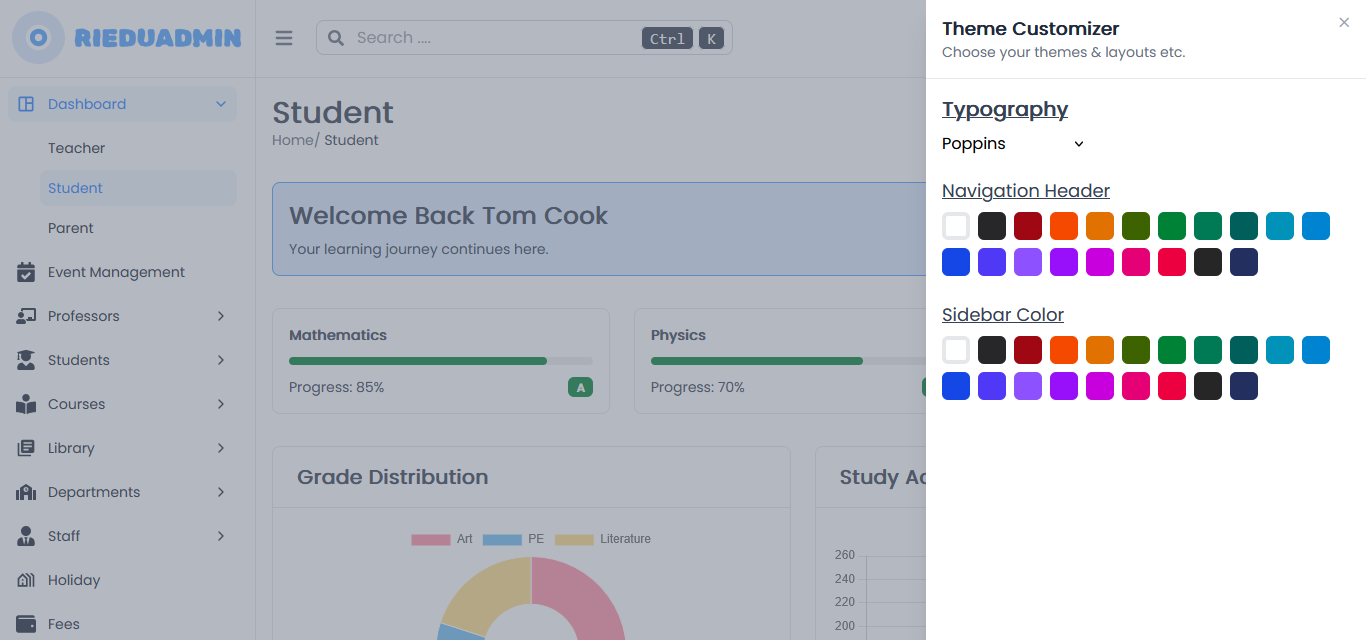 RIEDUADMIN
Search ....
Ctrl K
Dashboard
Teacher
Student
Parent
Event Management
Professors
Students
Courses
Library
Departments
Staff
Holiday
Fees
Student
Home/ Student
Welcome Back Tom Cook
Your learning journey continues here.
Mathematics
Progress: 85%
A
Physics
Progress: 70%
Grade Distribution
Art PE Literature
Study Ac
260
240
220
200
Theme Customizer
Choose your themes & layouts etc.
Typography
Poppins
Navigation Header
Sidebar Color